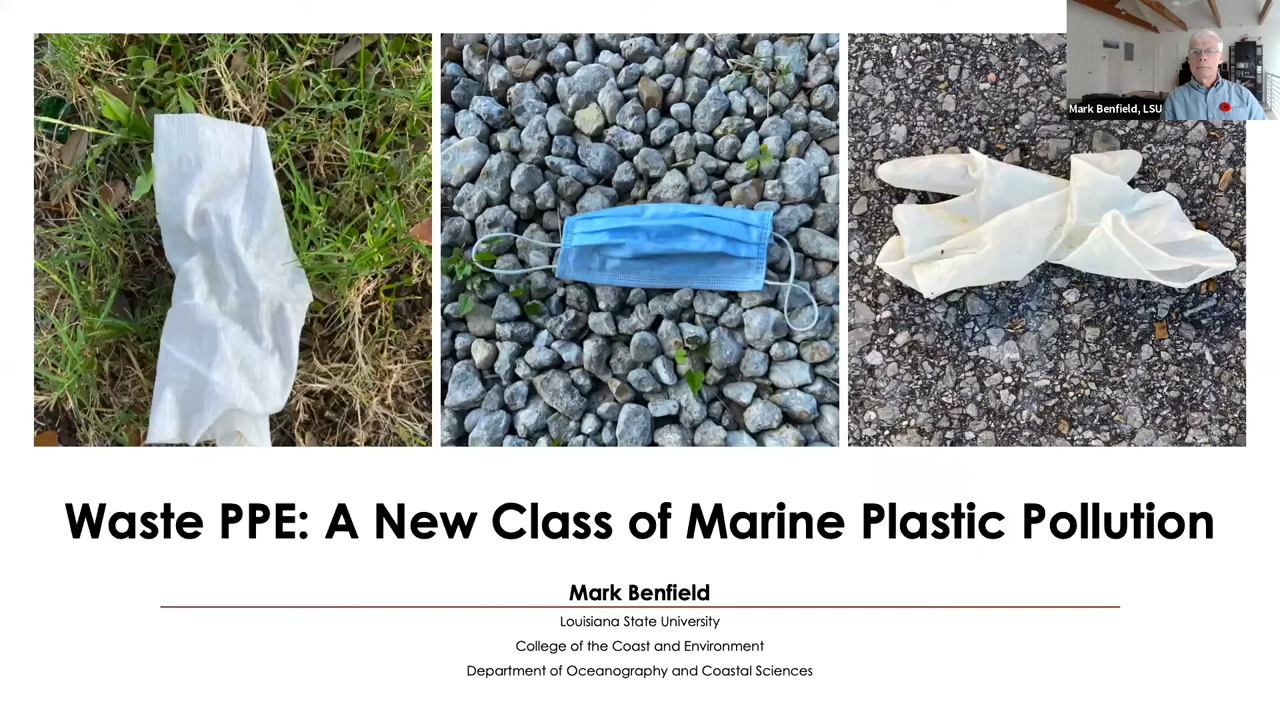 Mark Benfield, LSU
Waste PPE: A New Class of Marine Plastic Pollution
Mark Benfield
Louisiana State University
College of the Coast and Environment
Department of Oceanography and Coastal Sciences